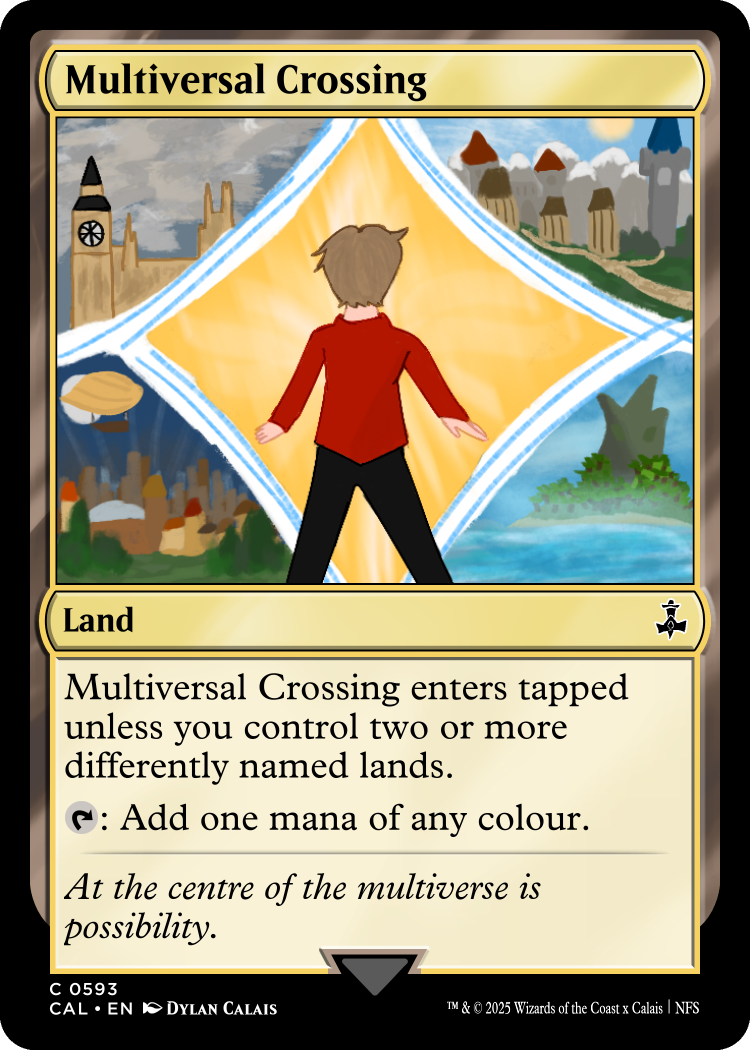 Multiversal Crossing
Land
Multiversal Crossing enters tapped
unless you control two or more
differently named lands.
: Add one mana of any colour.
At the centre of the multiverse is
possibility.
C 0593
CAL • EN DYLAN CALAIS
™ & © 2025 Wizards of the Coast x Calais | NFS